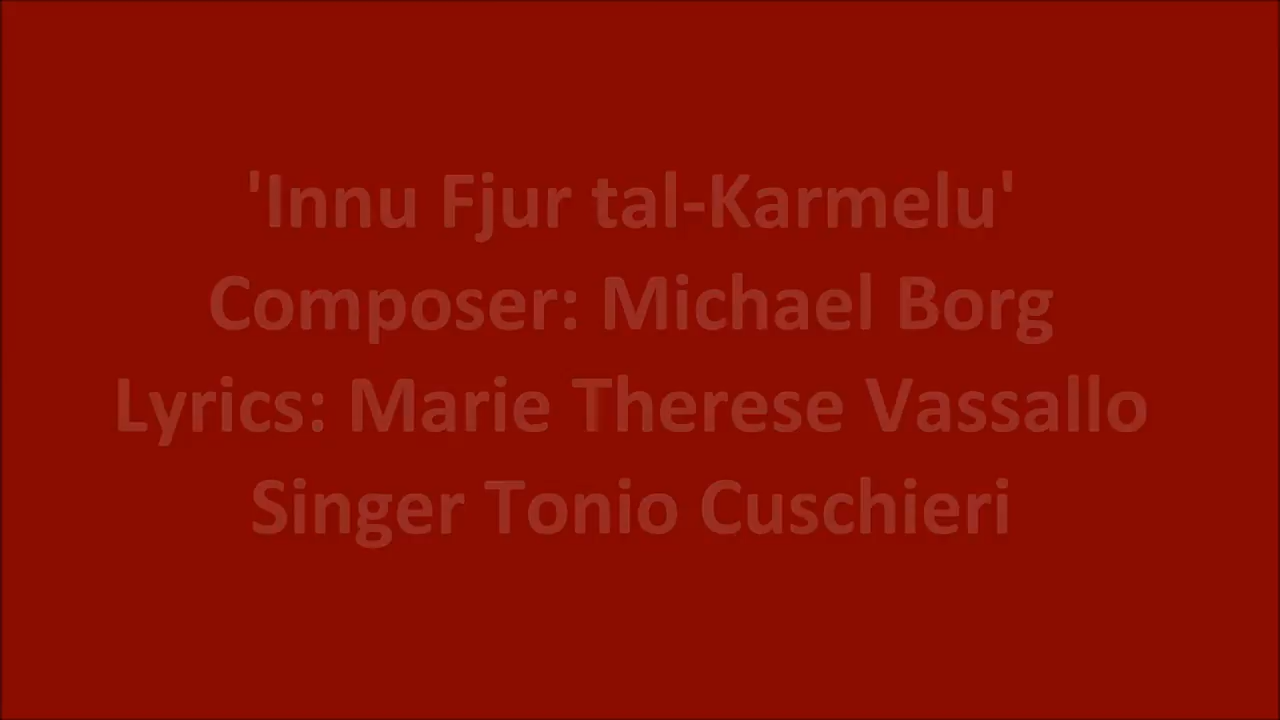 'Innu Fjur tal-Karmelu'
Composer: Michael Borg
Lyrics: Marie Therese Vassallo
Singer Tonio Cuschieri